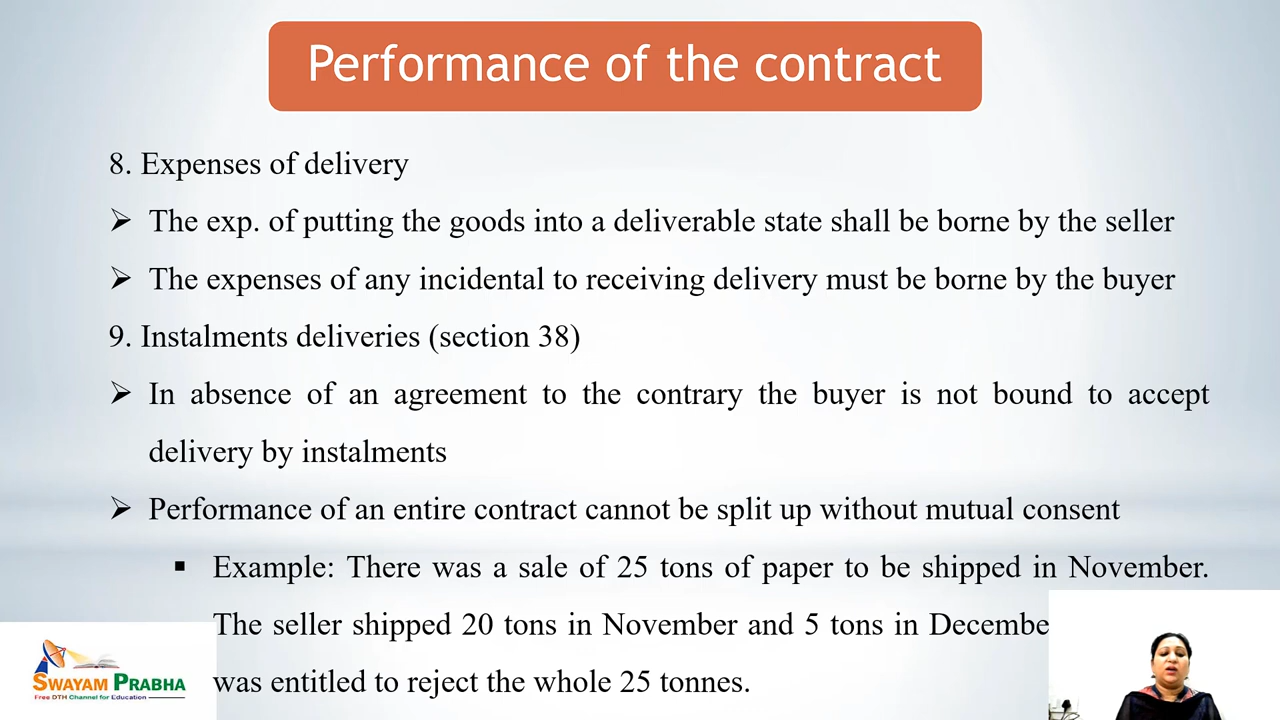 Performance of the contract
8. Expenses of delivery
➢ The exp. of putting the goods into a deliverable state shall be borne by the seller
➢ The expenses of any incidental to receiving delivery must be borne by the buyer
9. Instalments deliveries (section 38)
➢ In absence of an agreement to the contrary the buyer is not bound to accept
delivery by instalments
➢ Performance of an entire contract cannot be split up without mutual consent
▪ Example: There was a sale of 25 tons of paper to be shipped in November.
The seller shipped 20 tons in November and 5 tons in Decembe
was entitled to reject the whole 25 tonnes.
SWAYAM PRABHA
Free DTH Channel for Education